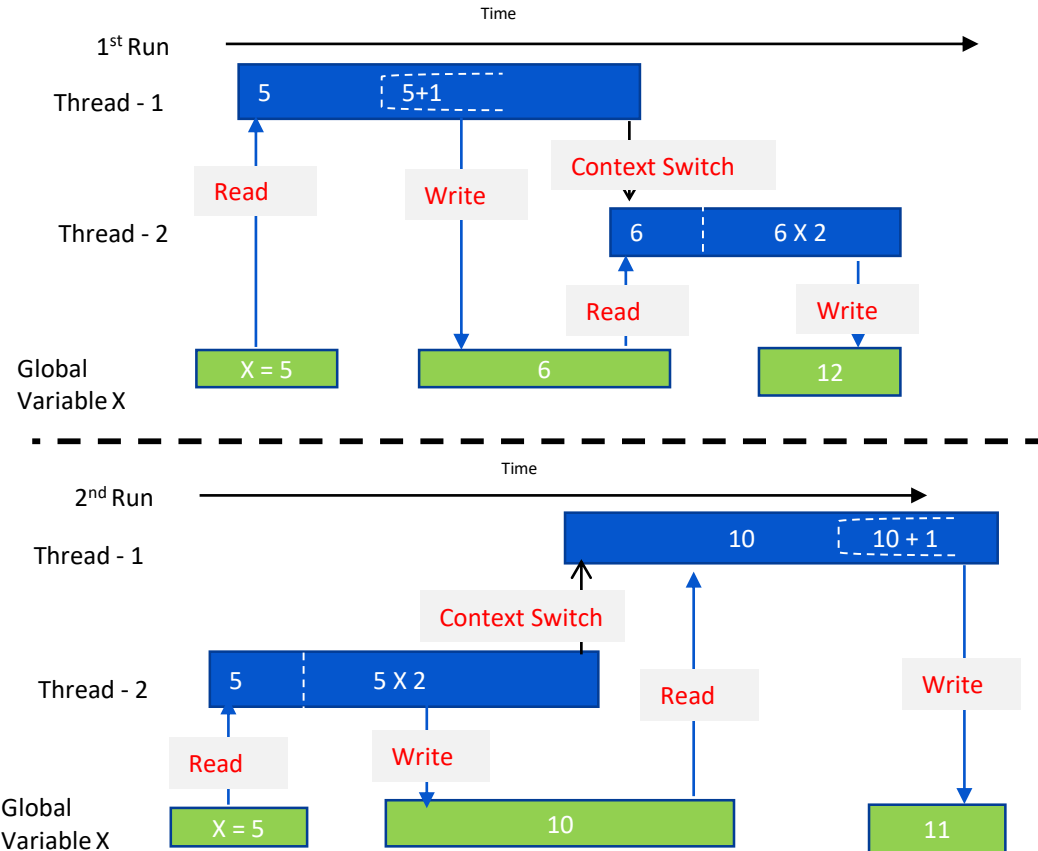 Time
1st Run
Thread - 1
5
5+1
Context Switch
Read
Write
Thread - 2
6
6 X 2
Read
Write
Global
Variable X
X = 5
6
12
Time
2nd Run
10
10 + 1
Thread - 1
Context Switch
Thread - 2
5
5 X 2
Read
Write
Read
Write
Global
Variable X
X = 5
10
11